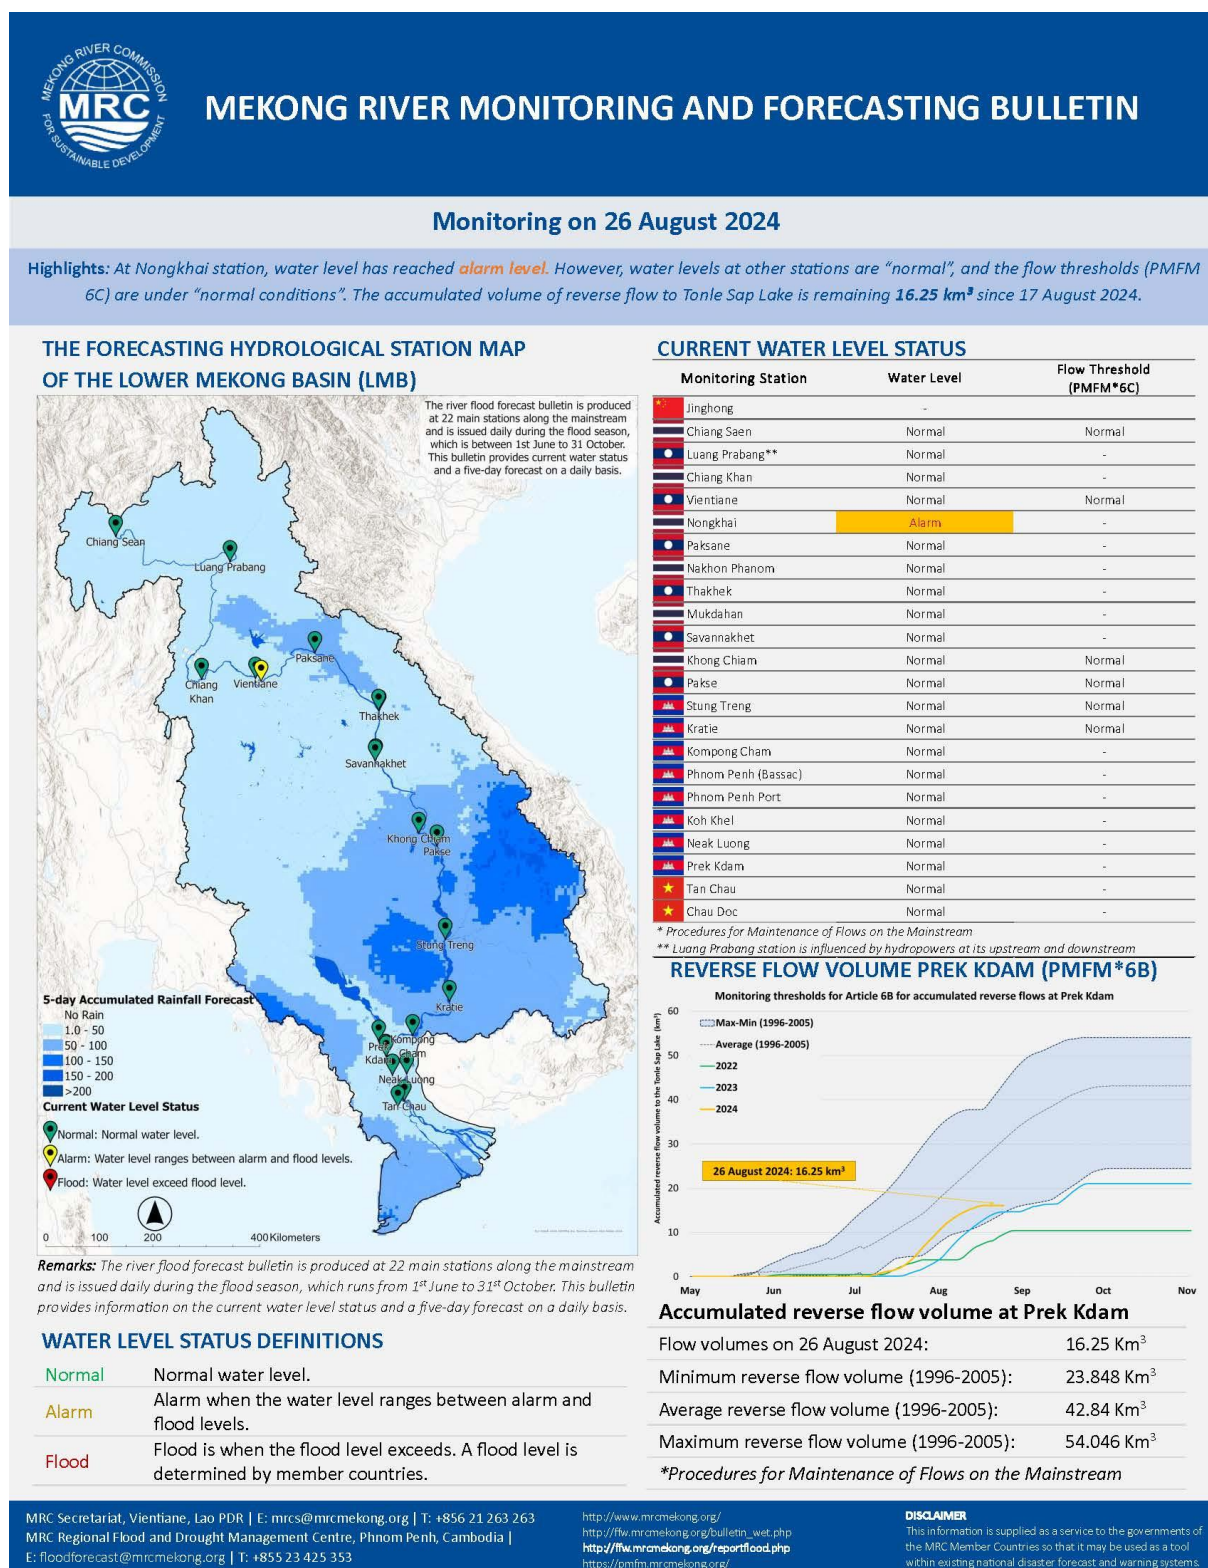 MEKONG RIVER COMMISSION
MRC
FOR SUSTAINABLE DEVELOPMENT
MEKONG RIVER MONITORING AND FORECASTING BULLETIN
Monitoring on 26 August 2024
Highlights: At Nongkhai station, water level has reached alarm level. However, water levels at other stations are “normal”, and the flow thresholds (PMFM
6C) are under “normal conditions”. The accumulated volume of reverse flow to Tonle Sap Lake is remaining 16.25 km³ since 17 August 2024.
THE FORECASTING HYDROLOGICAL STATION MAP
OF THE LOWER MEKONG BASIN (LMB)
The river flood forecast bulletin is produced
at 22 main stations along the mainstream
and is issued daily during the flood season,
which is between 1st June to 31 October.
This bulletin provides current water status
and a five-day forecast on a daily basis.
Chiang Sean
Luang Prabang
Paksane
Chiang
Khan
Vientiane
Thakhek
Savannakhet
Khong Cham
Pakse
Stung Treng
Kratie
Kompong
Cham
Prek
Kdam
Neak Luong
Tan Chau
5-day Accumulated Rainfall Forecast
No Rain
1.0 - 50
50 - 100
100 - 150
150 - 200
>200
Current Water Level Status
Normal: Normal water level.
Alarm: Water level ranges between alarm and flood levels.
Flood: Water level exceed flood level.
0 100 200 400 Kilometers
Remarks: The river flood forecast bulletin is produced at 22 main stations along the mainstream
and is issued daily during the flood season, which runs from 1st June to 31st October. This bulletin
provides information on the current water level status and a five-day forecast on a daily basis.
WATER LEVEL STATUS DEFINITIONS
Normal Normal water level.
Alarm Alarm when the water level ranges between alarm and
flood levels.
Flood Flood is when the flood level exceeds. A flood level is
determined by member countries.
CURRENT WATER LEVEL STATUS
Monitoring Station Water Level Flow Threshold
(PMFM*6C)
Jinghong -
Chiang Saen Normal Normal
Luang Prabang** Normal -
Chiang Khan Normal -
Vientiane Normal Normal
Nongkhai Alarm -
Paksane Normal -
Nakhon Phanom Normal -
Thakhek Normal -
Mukdahan Normal -
Savannakhet Normal -
Khong Chiam Normal Normal
Pakse Normal Normal
Stung Treng Normal Normal
Kratie Normal Normal
Kompong Cham Normal -
Phnom Penh (Bassac) Normal -
Phnom Penh Port Normal -
Koh Khel Normal -
Neak Luong Normal -
Prek Kdam Normal -
Tan Chau Normal -
Chau Doc Normal -
* Procedures for Maintenance of Flows on the Mainstream
** Luang Prabang station is influenced by hydropowers at its upstream and downstream
REVERSE FLOW VOLUME PREK KDAM (PMFM*6B)
Monitoring thresholds for Article 6B for accumulated reverse flows at Prek Kdam
Accumulated reverse flow volume to the Tonle Sap Lake (km³)
60
50
40
30
20
10
0
Max-Min (1996-2005)
Average (1996-2005)
2022
2023
2024
26 August 2024: 16.25 km³
May Jun Jul Aug Sep Oct Nov
Accumulated reverse flow volume at Prek Kdam
Flow volumes on 26 August 2024: 16.25 Km³
Minimum reverse flow volume (1996-2005): 23.848 Km³
Average reverse flow volume (1996-2005): 42.84 Km³
Maximum reverse flow volume (1996-2005): 54.046 Km³
*Procedures for Maintenance of Flows on the Mainstream
MRC Secretariat, Vientiane, Lao PDR | E: mrcs@mrcmekong.org | T: +856 21 263 263
MRC Regional Flood and Drought Management Centre, Phnom Penh, Cambodia |
E: floodforecast@mrcmekong.org | T: +855 23 425 353
http://www.mrcmekong.org/
http://ffw.mrcmekong.org/bulletin_wet.php
http://ffw.mrcmekong.org/reportflood.php
https://pmfm.mrcmekong.org/
DISCLAIMER
This information is supplied as a service to the governments of
the MRC Member Countries so that it may be used as a tool
within existing national disaster forecast and warning systems.